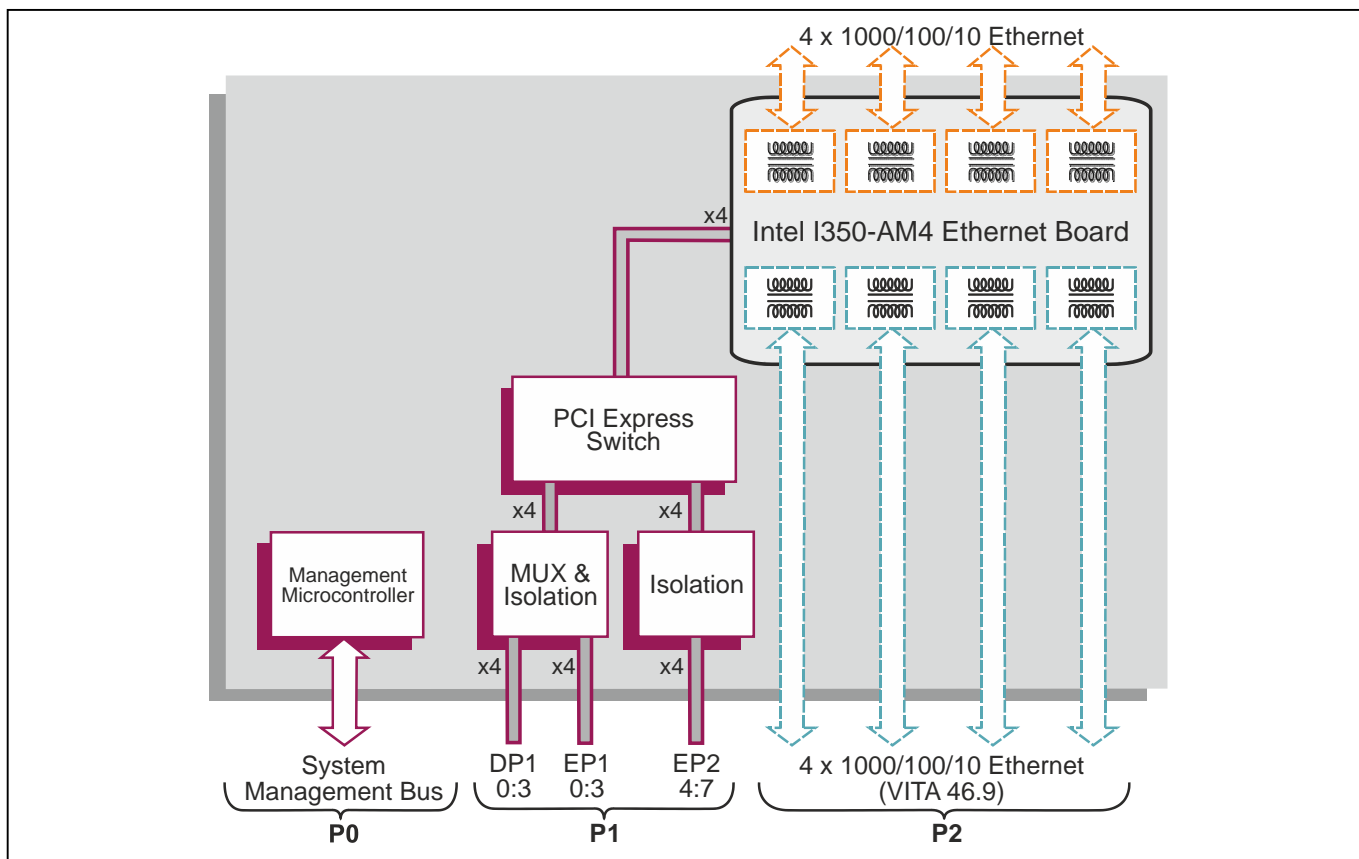 4 x 1000/100/10 Ethernet
x4
Intel I350-AM4 Ethernet Board
PCI Express
Switch
x4
x4
Management
Microcontroller
MUX &
Isolation
Isolation
x4
x4
x4
System
Management Bus
P0
DP1
0:3
EP1
0:3
EP2
4:7
P1
4 x 1000/100/10 Ethernet
(VITA 46.9)
P2